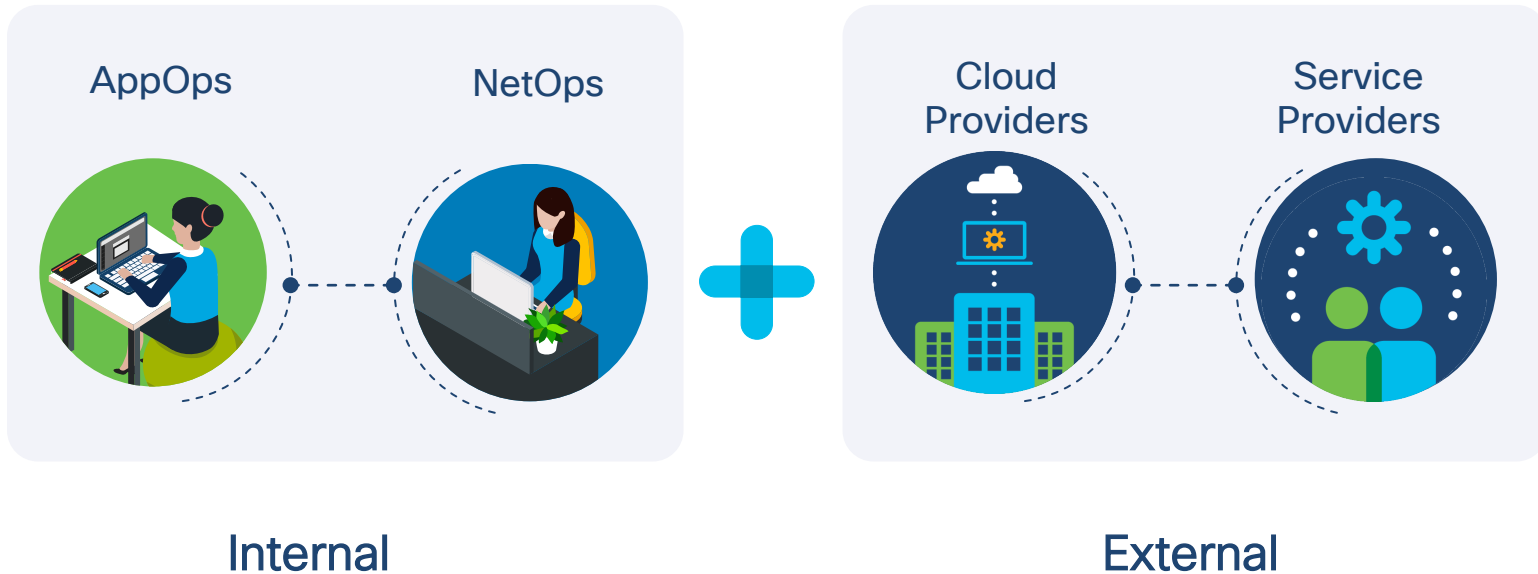 AppOps
NetOps
Cloud
Providers
Service
Providers
Internal
External